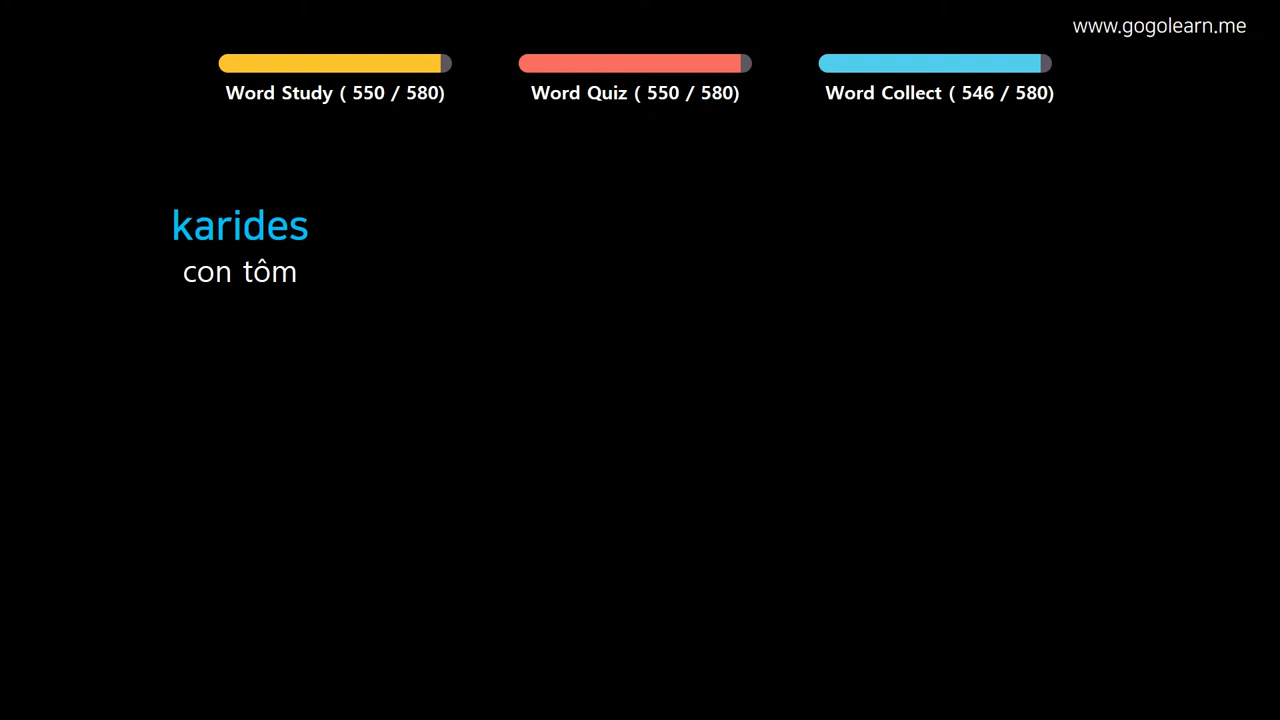 www.gogolearn.me
Word Study ( 550 / 580)
Word Quiz ( 550 / 580)
Word Collect ( 546 / 580)
karides
con tôm